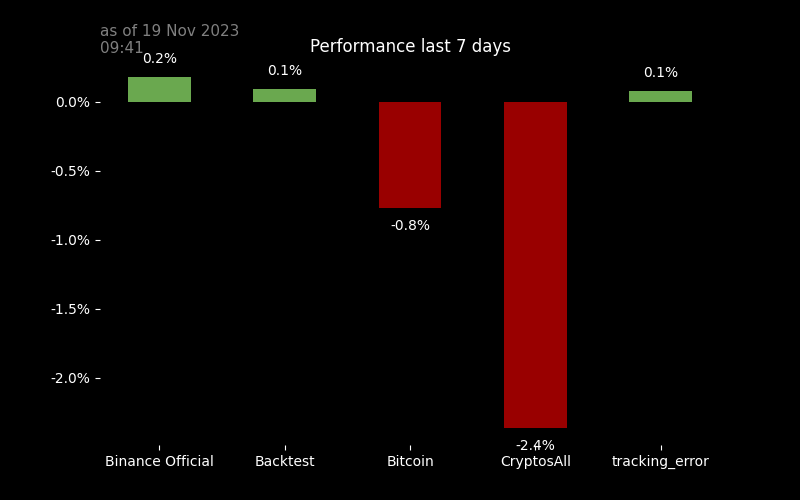 as of 19 Nov 2023
09:41
Performance last 7 days
0.2%
0.1%
0.1%
0.0%
-0.5%
-0.8%
-1.0%
-1.5%
-2.0%
-2.4%
Binance Official
Backtest
Bitcoin
CryptosAll
tracking_error